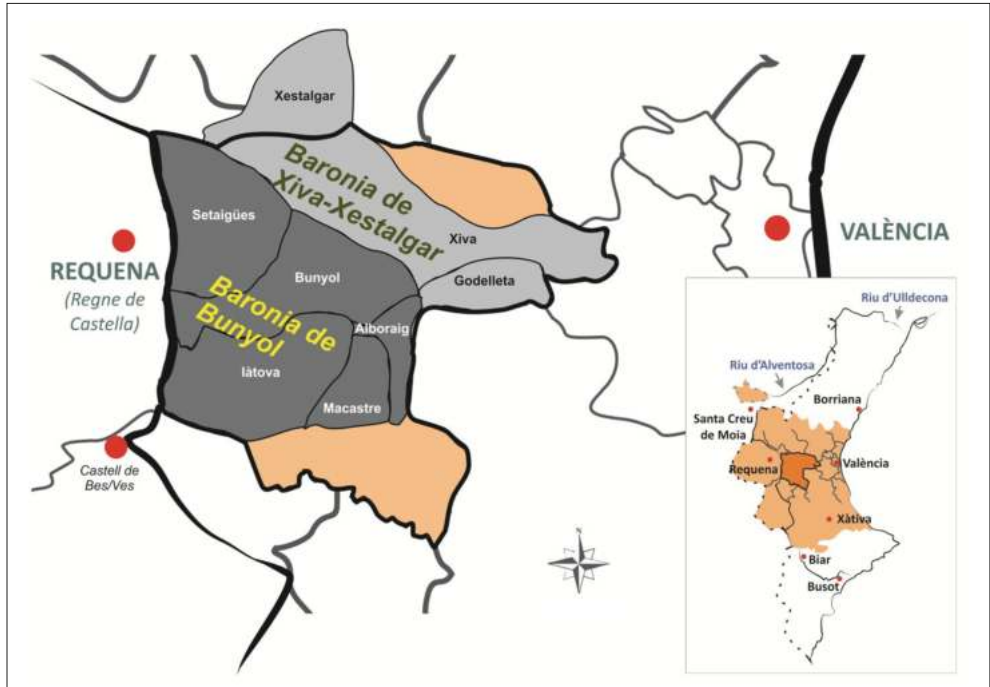 Xestalgar
Baronia de
Xiva-Xestalgar
Setaigües
Xiva
REQUENA
(Regne de
Castella)
VALÈNCIA
Bunyol
Godelleta
Baronia de
Bunyol
Alboraig
Iàtova
Macastre
Castell de
Bes/Ves
Riu d'Ulldecona
Riu d'Alventosa
Borriana
Santa Creu
de Moia
Requena
València
Xàtiva
Biar
Busot
N